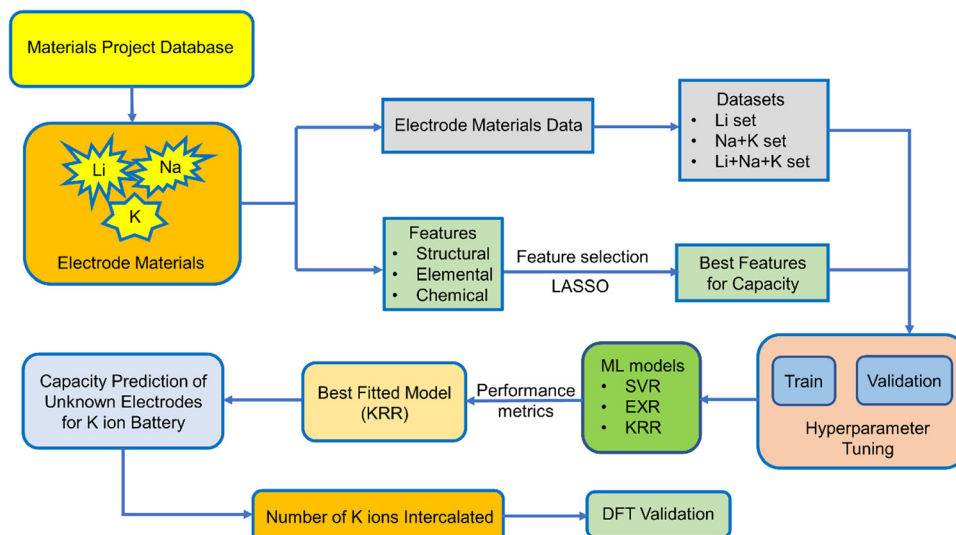 Materials Project Database
Li
Na
K
Electrode Materials
Electrode Materials Data
Datasets
• Li set
• Na+K set
• Li+Na+K set
Features
• Structural
• Elemental
• Chemical
Feature selection
LASSO
Best Features
for Capacity
Train
Validation
Hyperparameter
Tuning
ML models
• SVR
• EXR
• KRR
Performance
metrics
Best Fitted Model
(KRR)
Capacity Prediction of
Unknown Electrodes
for K ion Battery
Number of K ions Intercalated
DFT Validation